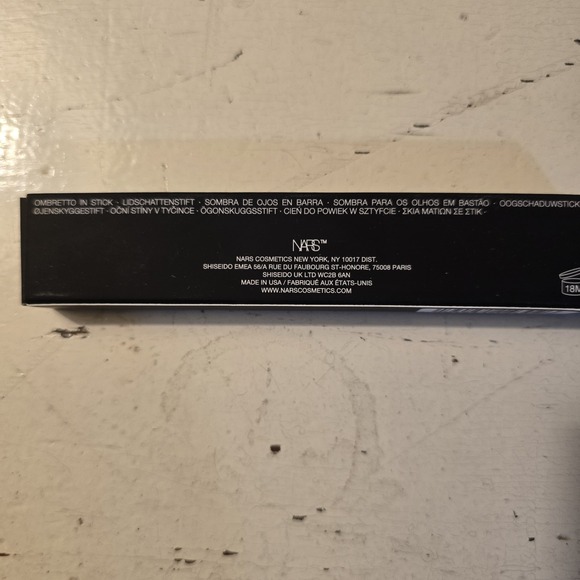 OMBRETTO IN STICK · LIDSCHATTENSTIFT · SOMBRA DE OJOS EN BARRA · SOMBRA PARA OS OLHOS EM BASTÃO · OOGSCHADUWSTICK
ØJENSKYGGESTIFT · OČNÍ STÍNY V TYČINCE · ÖGONSKUGGSSTIFT · CIEŃ DO POWIEK W SZTYFCIE · ΣΚΙΑ ΜΑΤΙΩΝ ΣΕ ΣΤΙΚ ·
NARS™
NARS COSMETICS NEW YORK, NY 10017 DIST.
SHISEIDO EMEA 56/A RUE DU FAUBOURG ST-HONORE, 75008 PARIS
SHISEIDO UK LTD WC2B 6AN
MADE IN USA / FABRIQUÉ AUX ÉTATS-UNIS
WWW.NARSCOSMETICS.COM
18M